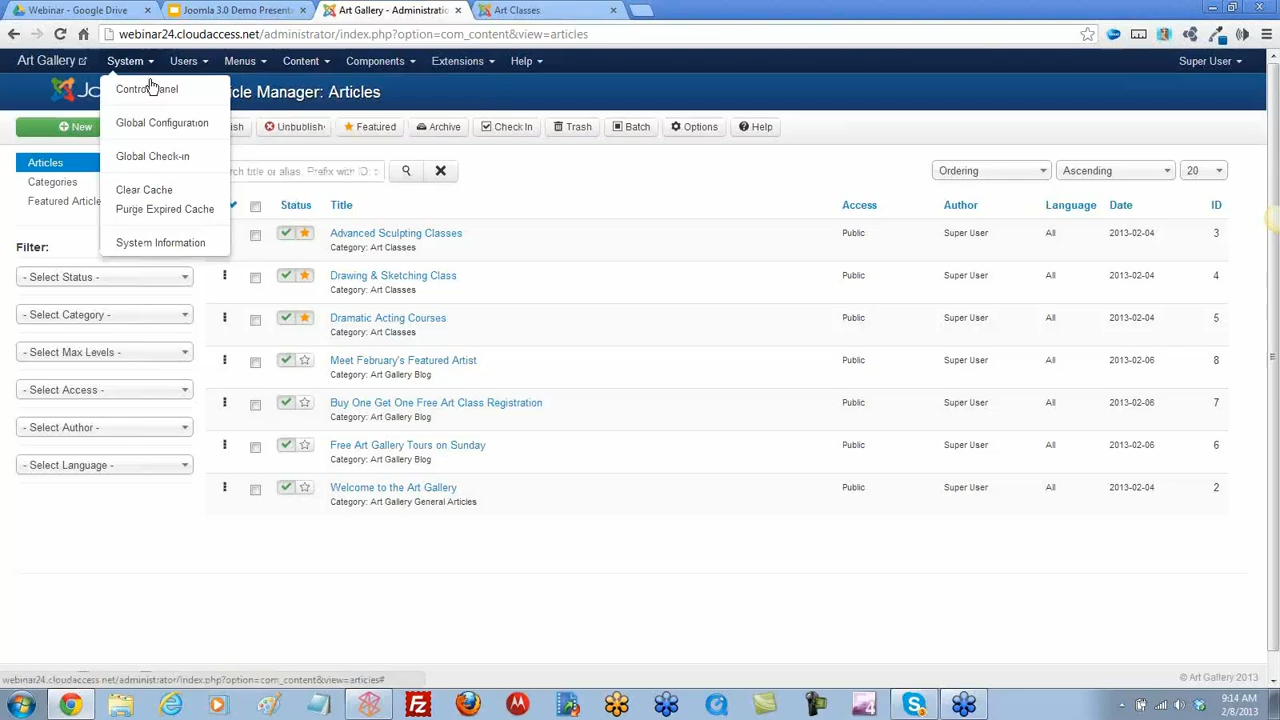 Webinar - Google Drive
Joomla 3.0 Demo Present
Art Gallery - Administratio
Art Classes
webinar24.cloudaccess.net/administrator/index.php?option=com_content&view=articles
Art Gallery System Users Menus Content Components Extensions Help Super User
Control Panel
Global Configuration
Global Check-in
Clear Cache
Purge Expired Cache
System Information
Article Manager: Articles
New
Unpublish
Featured
Archive
Check In
Trash
Batch
Options
Help
Articles
Categories
Featured Article
Search title or alias. Prefix with ID:
Ordering
Ascending
20
Status Title Access Author Language Date ID
Filter:
- Select Status -
- Select Category -
- Select Max Levels -
- Select Access -
- Select Author -
- Select Language -
Advanced Sculpting Classes Public Super User All 2013-02-04 3
Category: Art Classes
Drawing & Sketching Class Public Super User All 2013-02-04 4
Category: Art Classes
Dramatic Acting Courses Public Super User All 2013-02-04 5
Category: Art Classes
Meet February's Featured Artist Public Super User All 2013-02-06 8
Category: Art Gallery Blog
Buy One Get One Free Art Class Registration Public Super User All 2013-02-06 7
Category: Art Gallery Blog
Free Art Gallery Tours on Sunday Public Super User All 2013-02-06 6
Category: Art Gallery Blog
Welcome to the Art Gallery Public Super User All 2013-02-04 2
Category: Art Gallery General Articles
webinar24.cloudaccess.net/administrator/index.php?option=com_content&view=articles#
© Art Gallery 2013
9:14 AM
2/8/2013